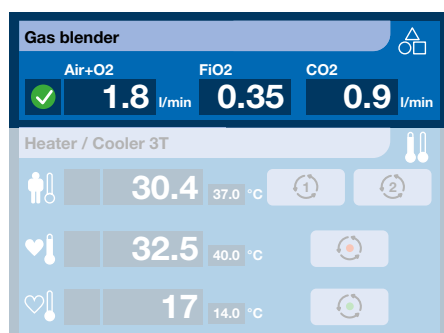 Gas blender
Air+O2 FiO2 CO2
1.8 l/min 0.35 0.9 l/min
Heater / Cooler 3T
30.4 37.0 °C 1 2
32.5 40.0 °C
17 14.0 °C